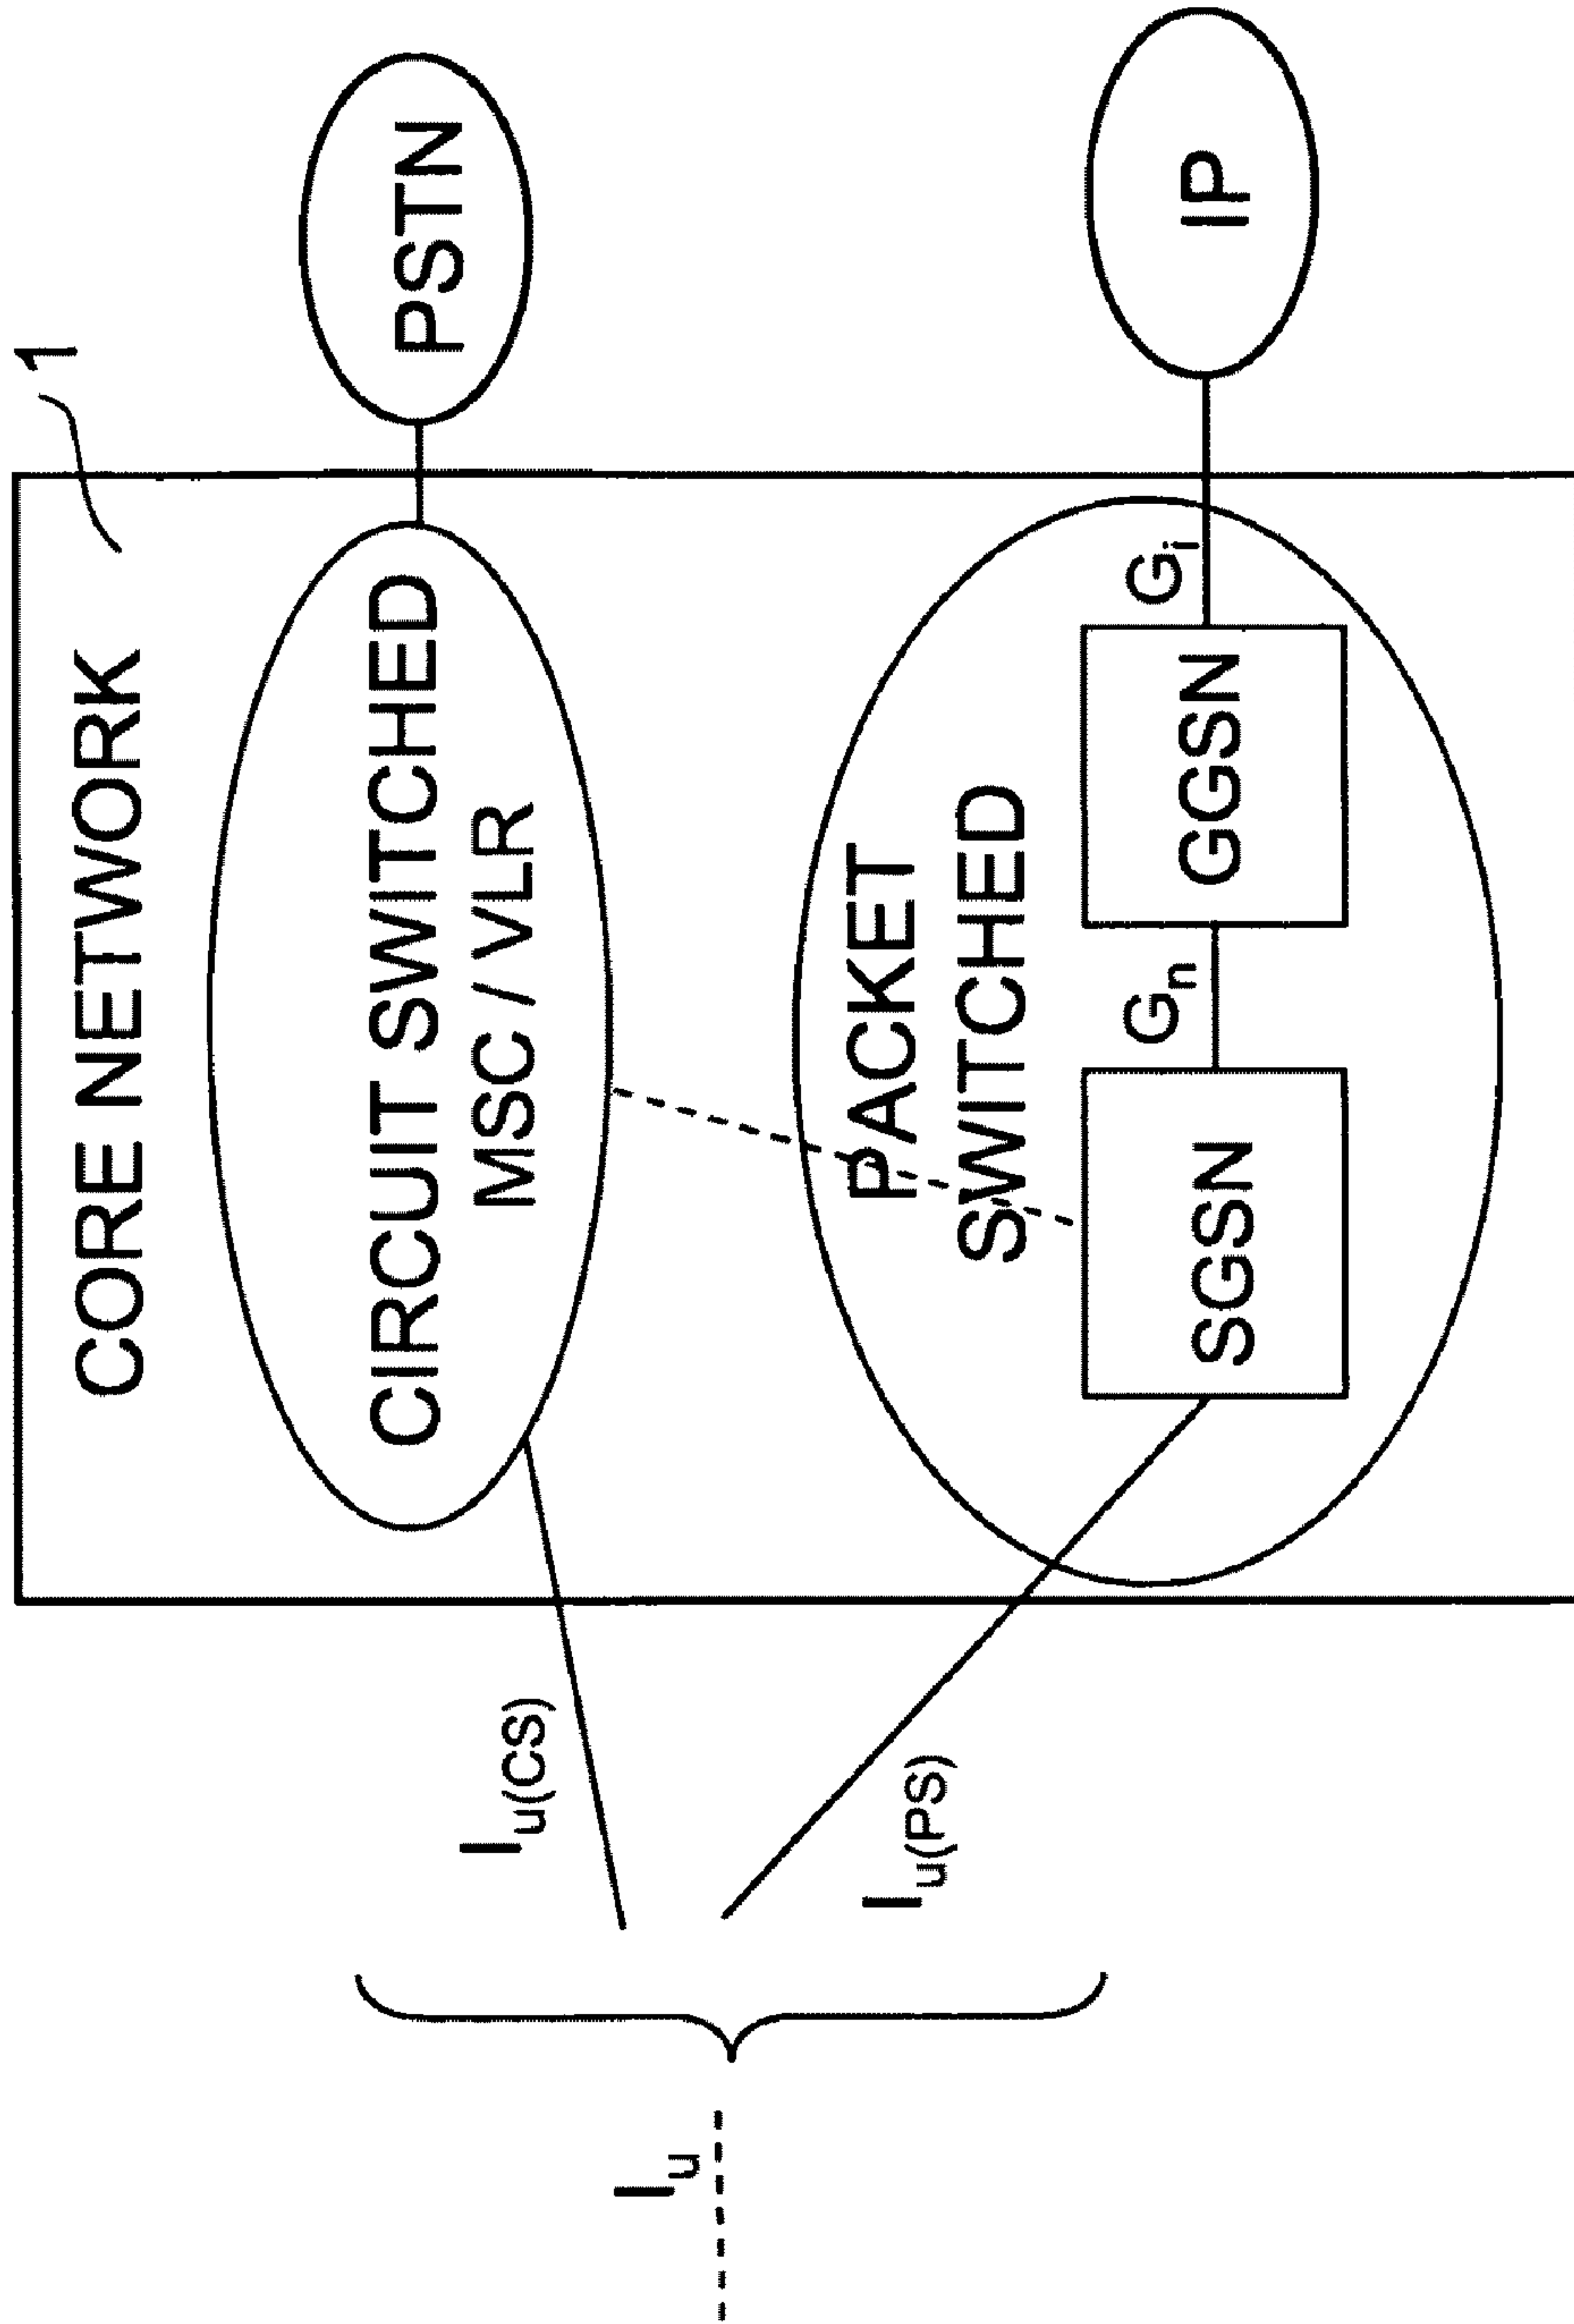 1
CORE NETWORK
CIRCUIT SWITCHED
MSC / VLR
PSTN
Iu(CS)
Iu
PACKET
SWITCHED
Iu(PS)
SGSN
Gn
GGSN
Gi
IP